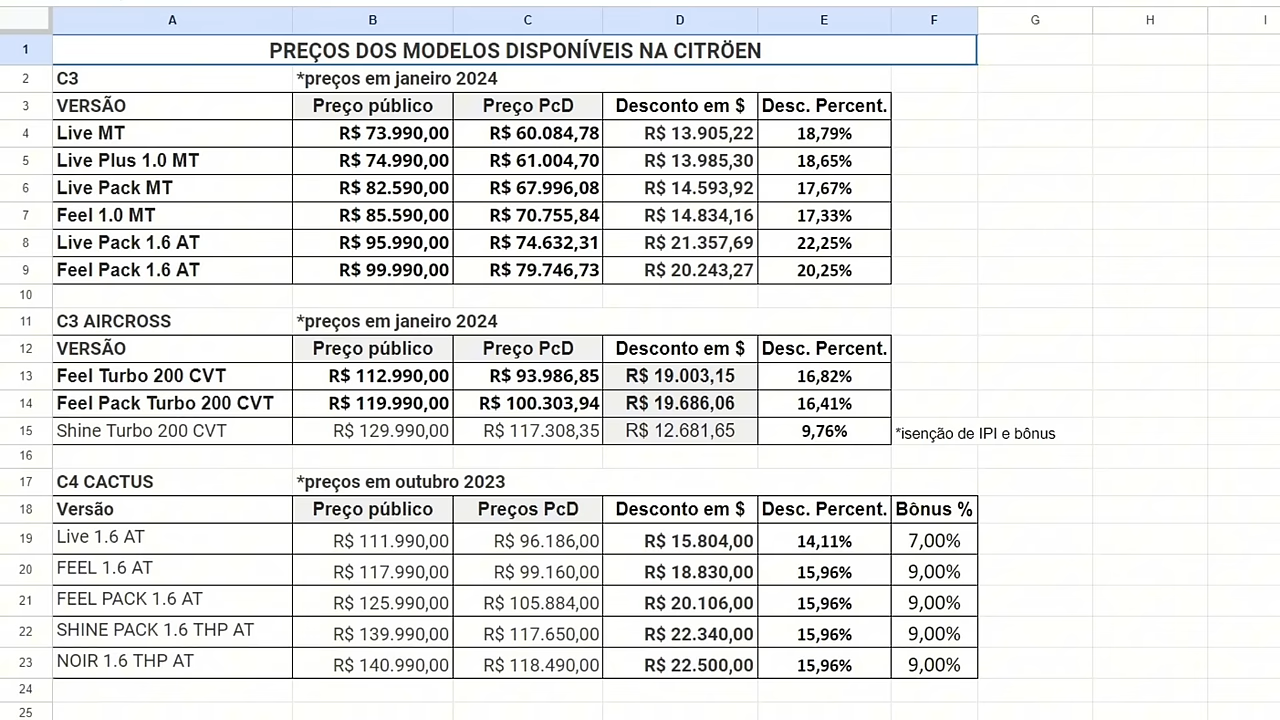 A B C D E F G H I
1 PREÇOS DOS MODELOS DISPONÍVEIS NA CITRÖEN
2 C3 *preços em janeiro 2024
3 VERSÃO Preço público Preço PcD Desconto em $ Desc. Percent.
4 Live MT R$ 73.990,00 R$ 60.084,78 R$ 13.905,22 18,79%
5 Live Plus 1.0 MT R$ 74.990,00 R$ 61.004,70 R$ 13.985,30 18,65%
6 Live Pack MT R$ 82.590,00 R$ 67.996,08 R$ 14.593,92 17,67%
7 Feel 1.0 MT R$ 85.590,00 R$ 70.755,84 R$ 14.834,16 17,33%
8 Live Pack 1.6 AT R$ 95.990,00 R$ 74.632,31 R$ 21.357,69 22,25%
9 Feel Pack 1.6 AT R$ 99.990,00 R$ 79.746,73 R$ 20.243,27 20,25%
10
11 C3 AIRCROSS *preços em janeiro 2024
12 VERSÃO Preço público Preço PcD Desconto em $ Desc. Percent.
13 Feel Turbo 200 CVT R$ 112.990,00 R$ 93.986,85 R$ 19.003,15 16,82%
14 Feel Pack Turbo 200 CVT R$ 119.990,00 R$ 100.303,94 R$ 19.686,06 16,41%
15 Shine Turbo 200 CVT R$ 129.990,00 R$ 117.308,35 R$ 12.681,65 9,76% *isenção de IPI e bônus
16
17 C4 CACTUS *preços em outubro 2023
18 Versão Preço público Preços PcD Desconto em $ Desc. Percent. Bônus %
19 Live 1.6 AT R$ 111.990,00 R$ 96.186,00 R$ 15.804,00 14,11% 7,00%
20 FEEL 1.6 AT R$ 117.990,00 R$ 99.160,00 R$ 18.830,00 15,96% 9,00%
21 FEEL PACK 1.6 AT R$ 125.990,00 R$ 105.884,00 R$ 20.106,00 15,96% 9,00%
22 SHINE PACK 1.6 THP AT R$ 139.990,00 R$ 117.650,00 R$ 22.340,00 15,96% 9,00%
23 NOIR 1.6 THP AT R$ 140.990,00 R$ 118.490,00 R$ 22.500,00 15,96% 9,00%
24
25